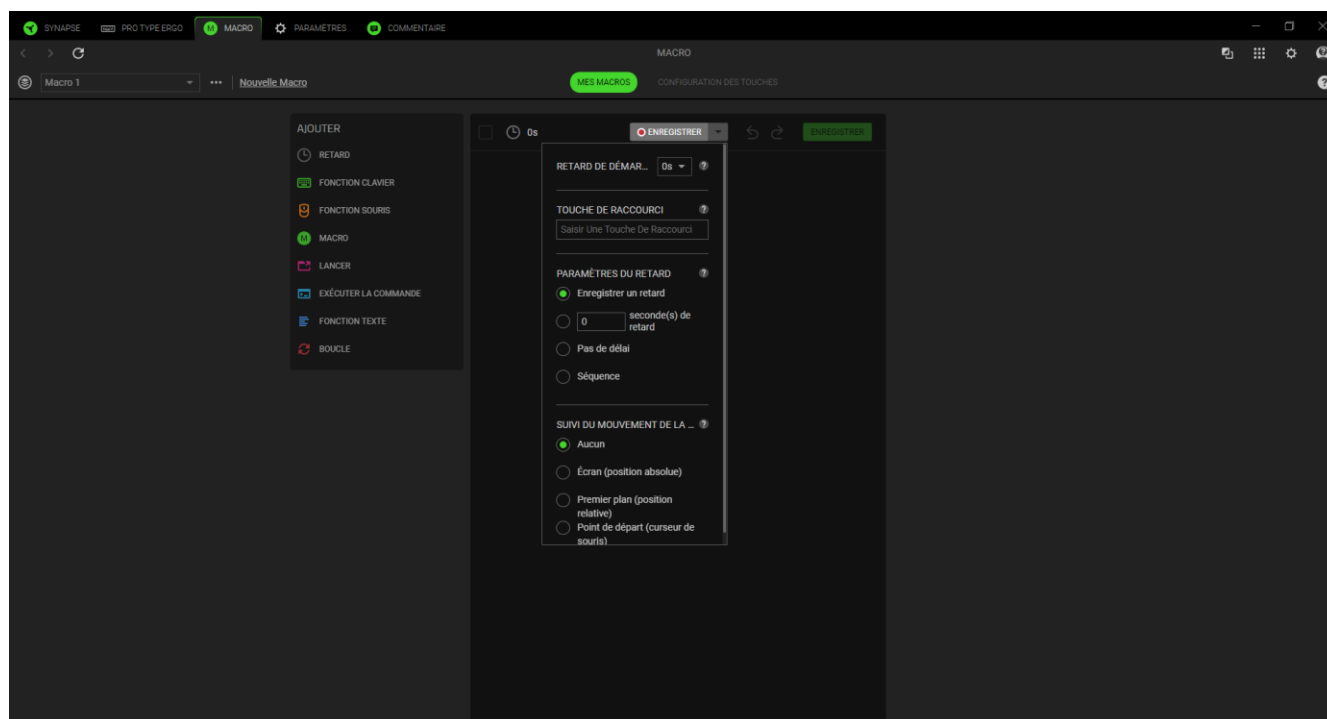 SYNAPSE PRO TYPE ERGO MACRO PARAMÈTRES COMMENTAIRE
MACRO
Macro 1 Nouvelle Macro MES MACROS CONFIGURATION DES TOUCHES
AJOUTER
RETARD
FONCTION CLAVIER
FONCTION SOURIS
MACRO
LANCER
EXÉCUTER LA COMMANDE
FONCTION TEXTE
BOUCLE
0s ENREGISTRER ENREGISTRER
RETARD DE DÉMAR... 0s
TOUCHE DE RACCOURCI
Saisir Une Touche De Raccourci
PARAMÈTRES DU RETARD
Enregistrer un retard
0 seconde(s) de
retard
Pas de délai
Séquence
SUIVI DU MOUVEMENT DE LA ...
Aucun
Écran (position absolue)
Premier plan (position
relative)
Point de départ (curseur de
souris)